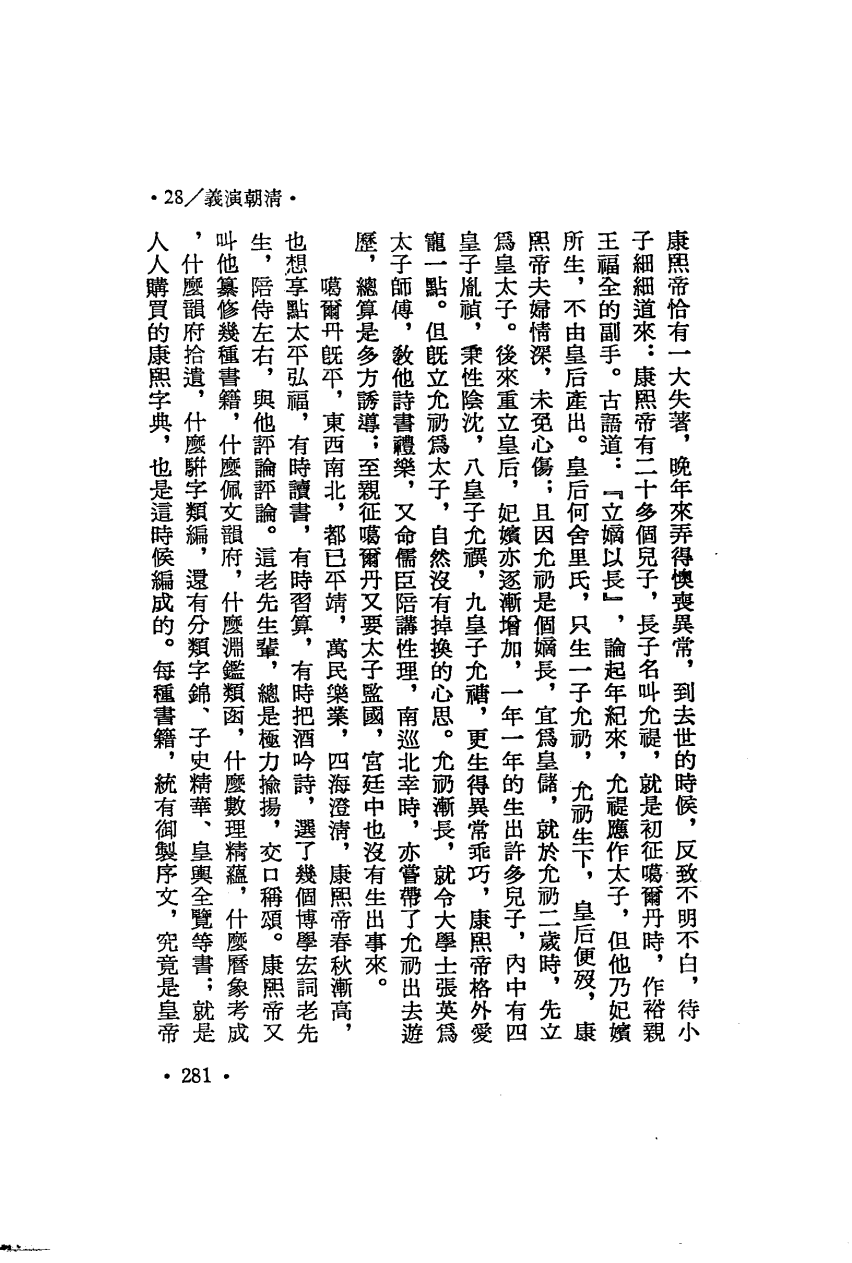 ・28／義演朝清・
康熙帝恰有一大失著，晚年來弄得懊喪異常，到去世的時候，反致不明不白，待小
子細細道來：康熙帝有二十多個兒子，長子名叫允禔，就是初征噶爾丹時，作裕親
王福全的副手。古語道：『立嫡以長』，論起年紀來，允禔應作太子，但他乃妃嬪
所生，不由皇后產出。皇后何舍里氏，只生一子允礽，允礽生下，皇后便歿，康
熙帝夫婦情深，未免心傷；且因允礽是個嫡長，宜爲皇儲，就於允礽二歲時，先立
爲皇太子。後來重立皇后，妃嬪亦逐漸增加，一年一年的生出許多兒子，內中有四
皇子胤禎，秉性陰沈，八皇子允禩，九皇子允禟，更生得異常乖巧，康熙帝格外愛
寵一點。但既立允礽爲太子，自然沒有掉換的心思。允礽漸長，就令大學士張英爲
太子師傅，教他詩書禮樂，又命儒臣陪講性理，南巡北幸時，亦嘗帶了允礽出去遊
歷，總算是多方誘導；至親征噶爾丹又要太子監國，宮廷中也沒有生出事來。
噶爾丹既平，東西南北，都已平靖，萬民樂業，四海澄清，康熙帝春秋漸高，
也想享點太平弘福，有時讀書，有時習算，有時把酒吟詩，選了幾個博學宏詞老先
生，陪侍左右，與他評論評論。這老先生輩，總是極力揄揚，交口稱頌。康熙帝又
叫他纂修幾種書籍，什麼佩文韻府，什麼淵鑑類函，什麼數理精蘊，什麼曆象考成
，什麼韻府拾遺，什麼駢字類編，還有分類字錦、子史精華、皇輿全覽等書；就是
人人購買的康熙字典，也是這時候編成的。每種書籍，統有御製序文，究竟是皇帝
・281・